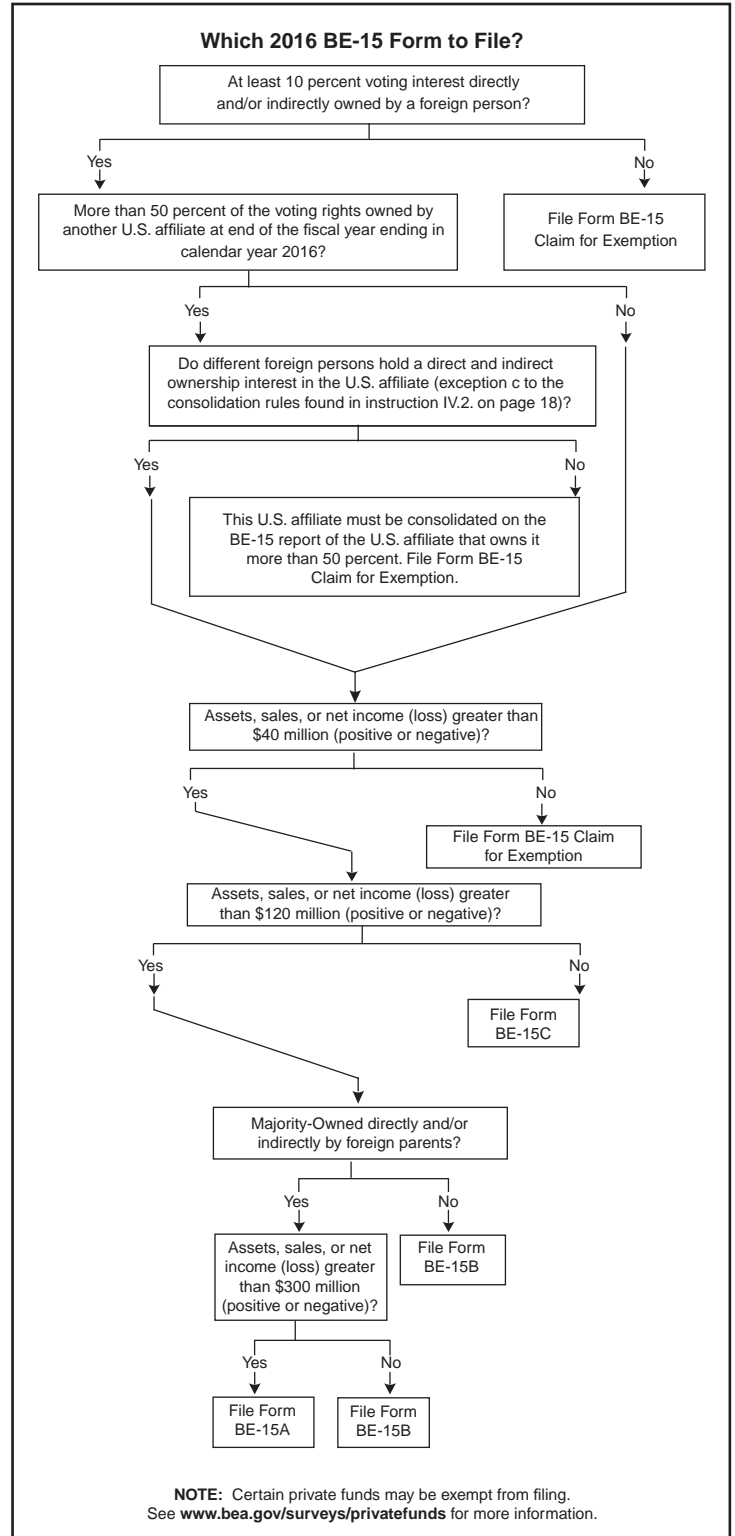 Which 2016 BE-15 Form to File?
At least 10 percent voting interest directly
and/or indirectly owned by a foreign person?
Yes
No
More than 50 percent of the voting rights owned by
another U.S. affiliate at end of the fiscal year ending in
calendar year 2016?
File Form BE-15
Claim for Exemption
Yes
No
Do different foreign persons hold a direct and indirect
ownership interest in the U.S. affiliate (exception c to the
consolidation rules found in instruction IV.2. on page 18)?
Yes
No
This U.S. affiliate must be consolidated on the
BE-15 report of the U.S. affiliate that owns it
more than 50 percent. File Form BE-15
Claim for Exemption.
Assets, sales, or net income (loss) greater than
$40 million (positive or negative)?
Yes
No
File Form BE-15 Claim
for Exemption
Assets, sales, or net income (loss) greater
than $120 million (positive or negative)?
Yes
No
File Form
BE-15C
Majority-Owned directly and/or
indirectly by foreign parents?
Yes
No
Assets, sales, or net
income (loss) greater
than $300 million
(positive or negative)?
File Form
BE-15B
Yes
No
File Form
BE-15A
File Form
BE-15B
NOTE: Certain private funds may be exempt from filing.
See www.bea.gov/surveys/privatefunds for more information.